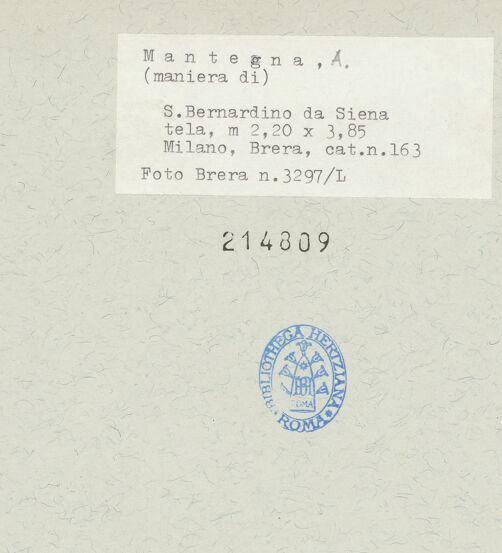 M a n t e g n a , A.
(maniera di)
S.Bernardino da Siena
tela, m 2,20 x 3,85
Milano, Brera, cat.n.163
Foto Brera n.3297/L
214809
BIBLIOTHECA HERTZIANA
ROMA
ROMA